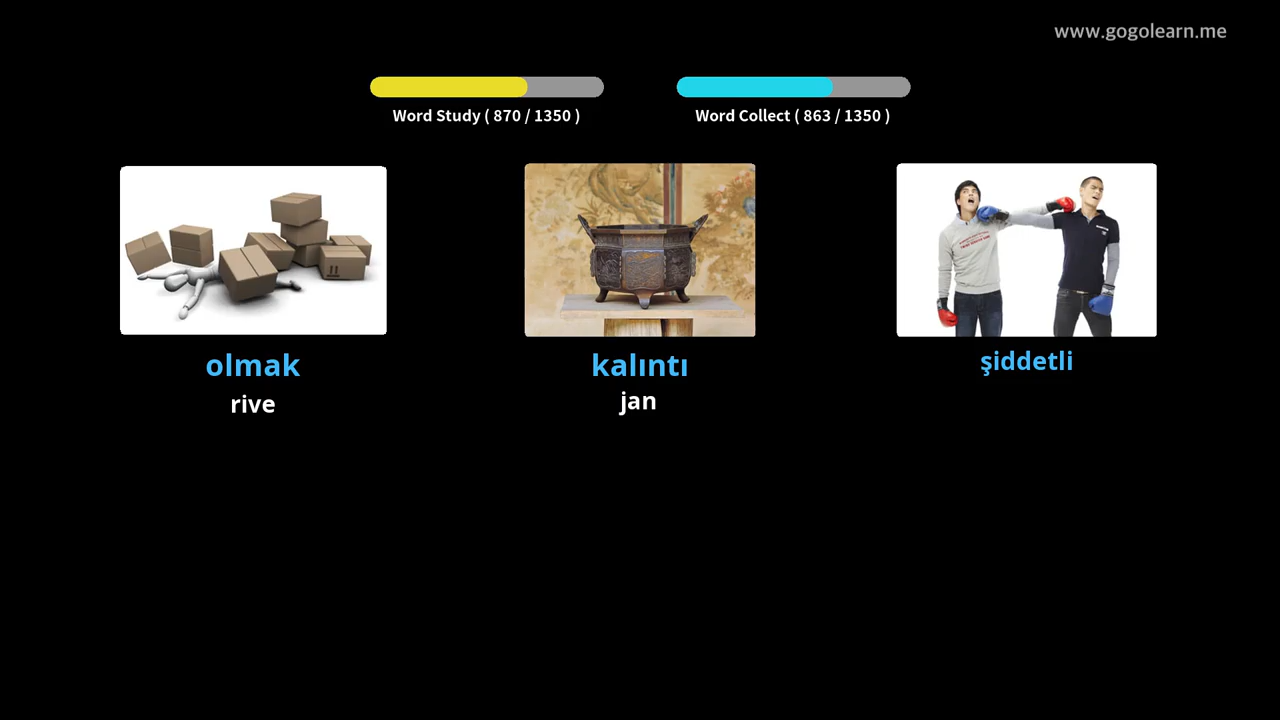 www.gogolearn.me
Word Study ( 870 / 1350 )
Word Collect ( 863 / 1350 )
olmak
rive
kalıntı
jan
şiddetli